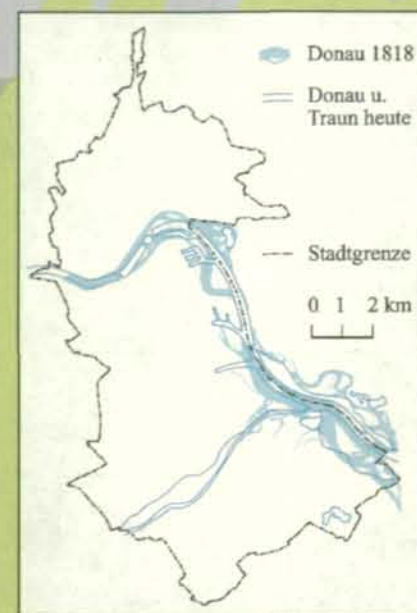 Donau 1818
Donau u.
Traun heute
Stadtgrenze
0 1 2 km